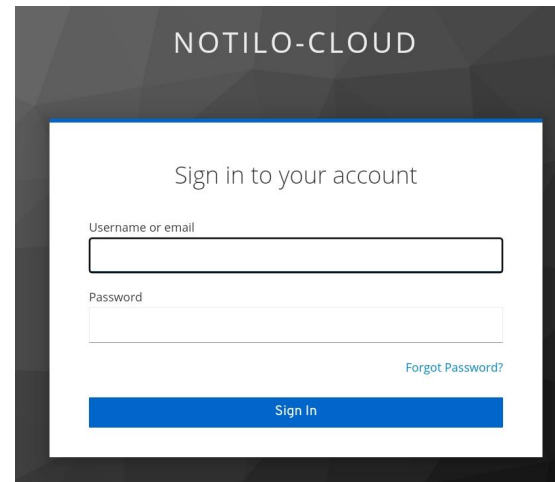 NOTILO-CLOUD
Sign in to your account
Username or email
Password
Forgot Password?
Sign In